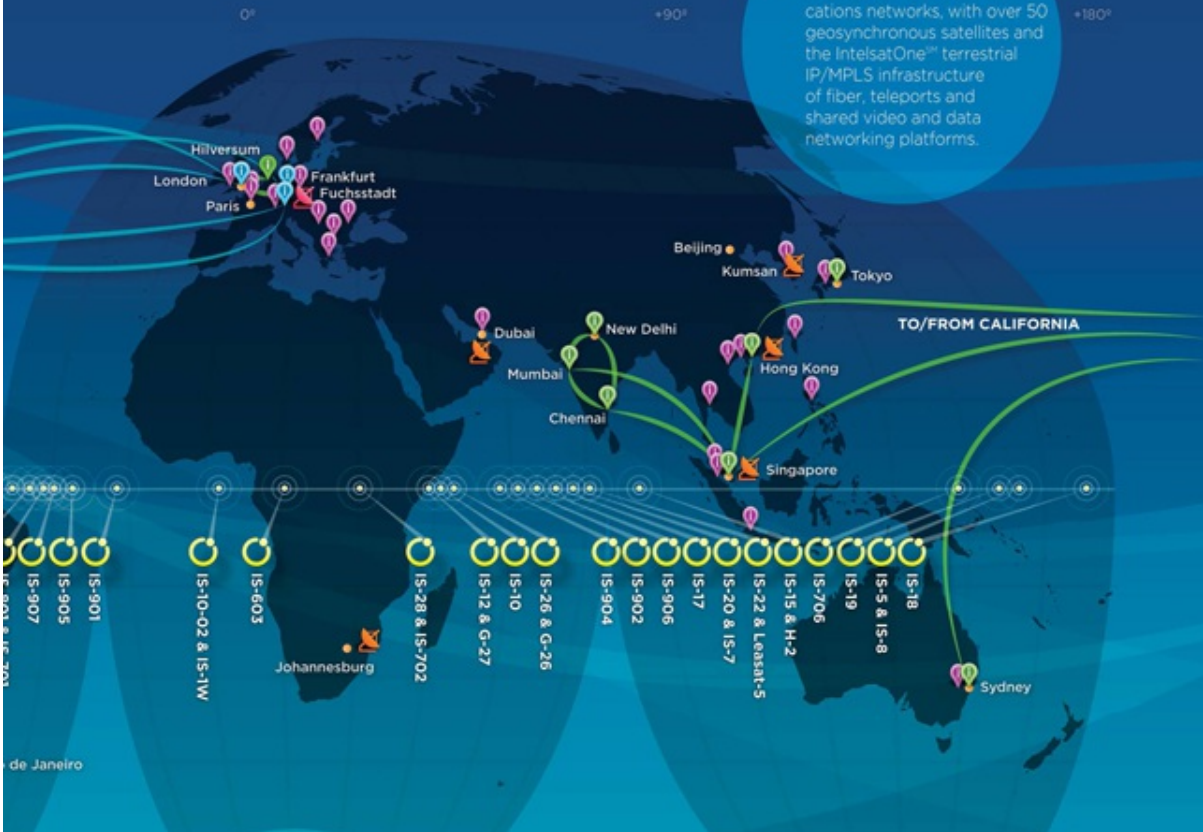 0º
+90º
+180º
cations networks, with over 50
geosynchronous satellites and
the IntelsatOne℠ terrestrial
IP/MPLS infrastructure
of fiber, teleports and
shared video and data
networking platforms.
Hilversum
London
Frankfurt
Fuchsstadt
Paris
Beijing
Kumsan
Tokyo
Dubai
New Delhi
TO/FROM CALIFORNIA
Mumbai
Hong Kong
Chennai
Singapore
IS-907
IS-905
IS-901
IS-10-02 & IS-1W
IS-603
IS-28 & IS-702
IS-12 & G-27
IS-10
IS-26 & G-26
IS-904
IS-902
IS-906
IS-17
IS-20 & IS-7
IS-22 & Leasat-5
IS-15 & H-2
IS-706
IS-19
IS-5 & IS-8
IS-18
Johannesburg
Sydney
de Janeiro